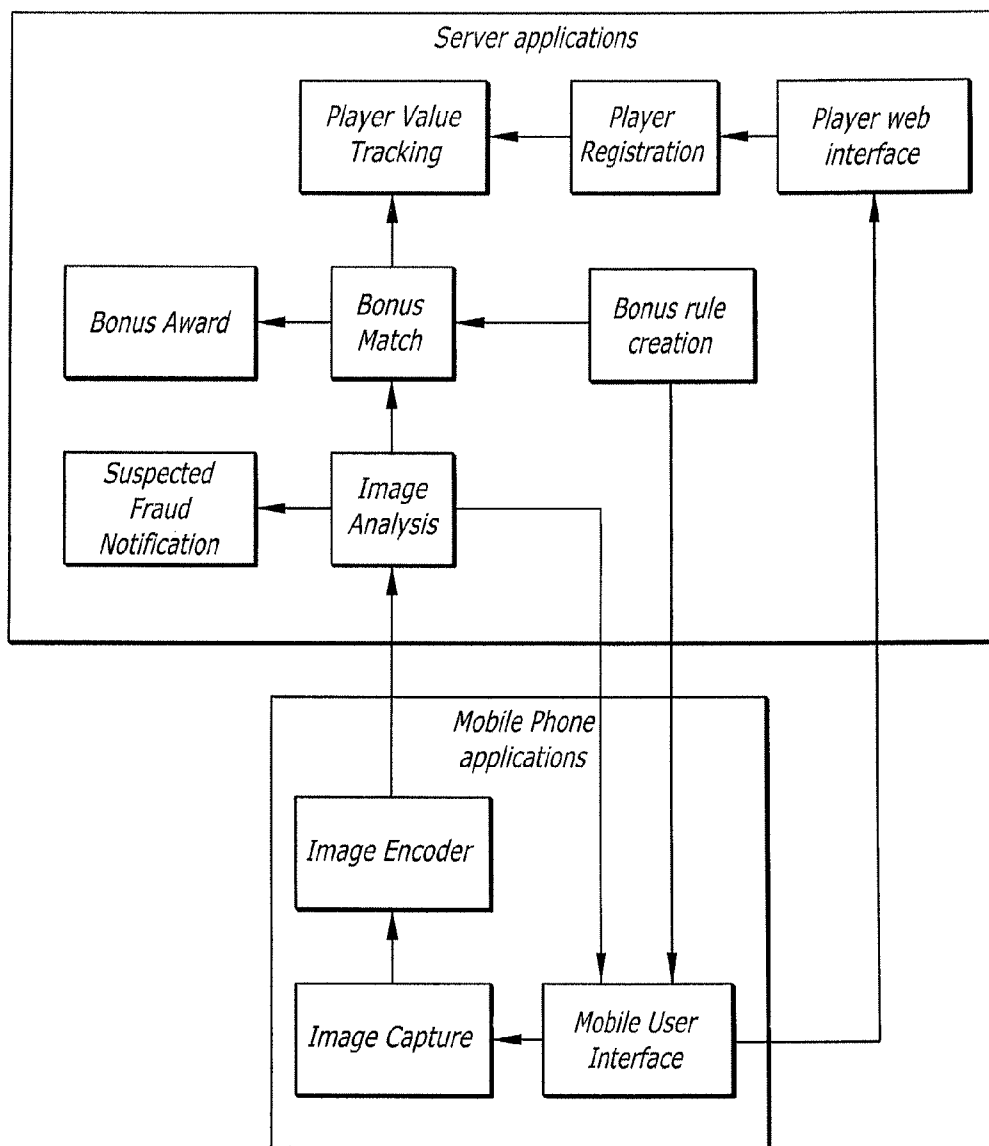 Server applications
Player Value
Tracking
Player
Registration
Player web
interface
Bonus Award
Bonus
Match
Bonus rule
creation
Suspected
Fraud
Notification
Image
Analysis
Mobile Phone
applications
Image Encoder
Image Capture
Mobile User
Interface